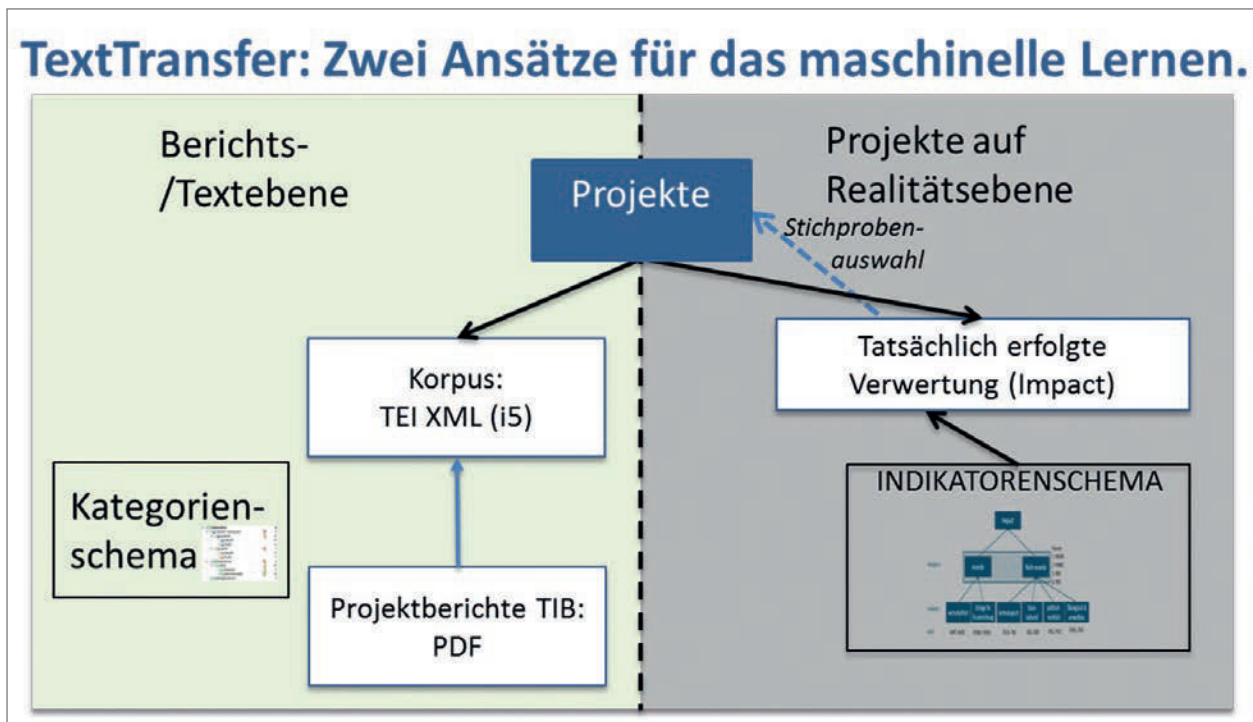 TextTransfer: Zwei Ansätze für das maschinelle Lernen.
Berichts-
/Textebene
Projekte
Projekte auf
Realitätsebene
Stichproben-
auswahl
Korpus:
TEI XML (i5)
Tatsächlich erfolgte
Verwertung (Impact)
Kategorien-
schema
Projektberichte TIB:
PDF
INDIKATORENSCHEMA